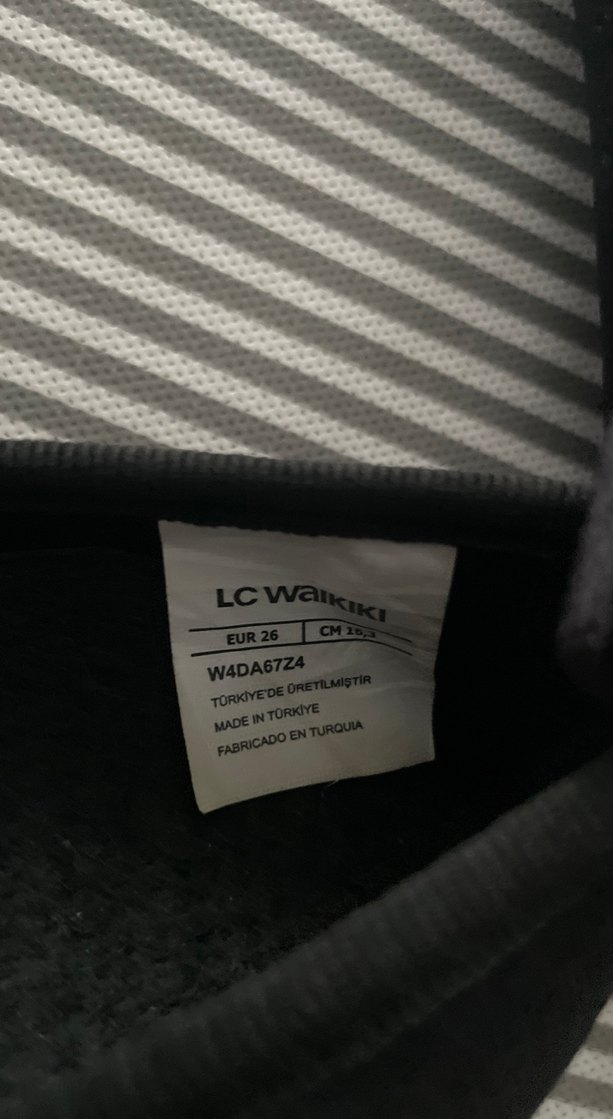 LC Waikiki
EUR 26 CM 16,3
W4DA67Z4
TÜRKİYE'DE ÜRETİLMİŞTİR
MADE IN TÜRKİYE
FABRICADO EN TURQUIA